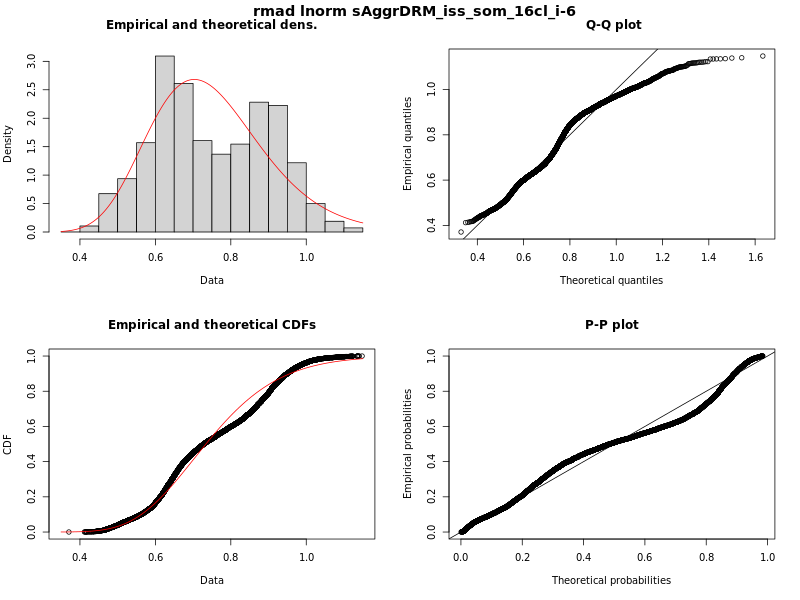 rmad lnorm sAggrDRM_iss_som_16cl_i-6
Empirical and theoretical dens.
Density
0.0 0.5 1.0 1.5 2.0 2.5 3.0
0.4 0.6 0.8 1.0
Data
Q-Q plot
Empirical quantiles
0.4 0.6 0.8 1.0
0.4 0.6 0.8 1.0 1.2 1.4 1.6
Theoretical quantiles
Empirical and theoretical CDFs
CDF
0.0 0.2 0.4 0.6 0.8 1.0
0.4 0.6 0.8 1.0
Data
P-P plot
Empirical probabilities
0.0 0.2 0.4 0.6 0.8 1.0
0.0 0.2 0.4 0.6 0.8 1.0
Theoretical probabilities